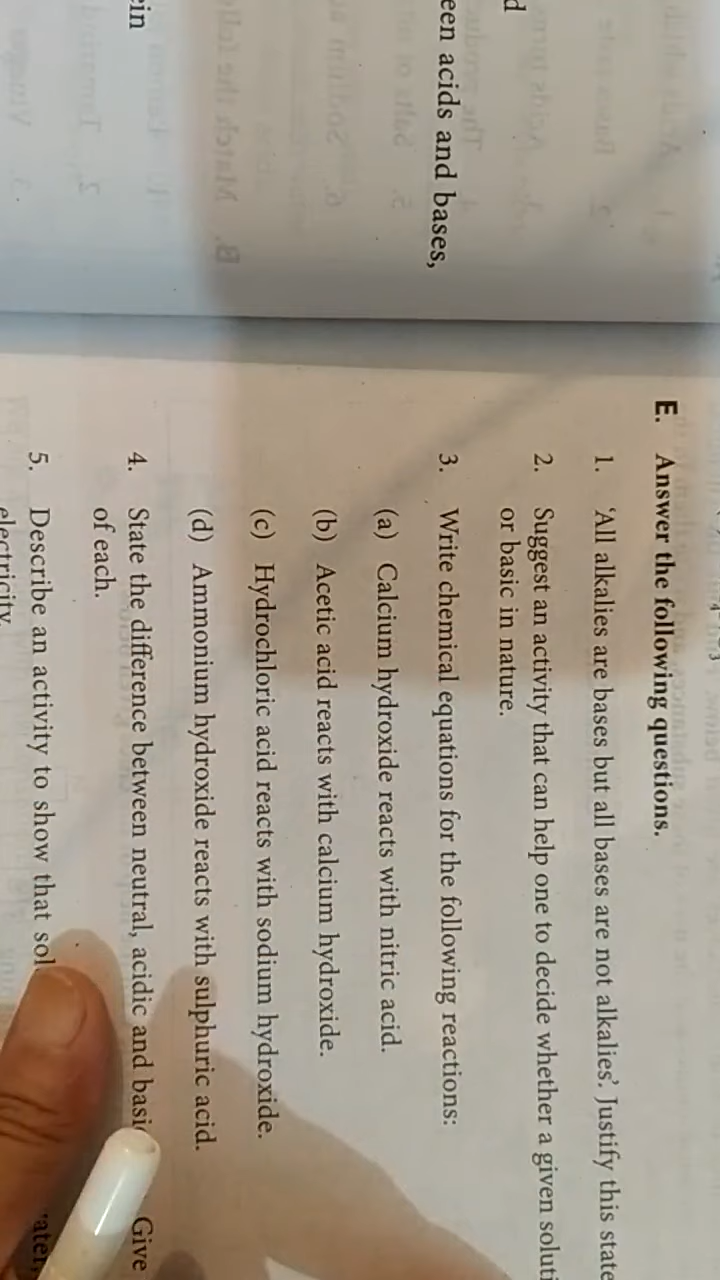 een acids and bases,
ein
E. Answer the following questions.
1. ‘All alkalies are bases but all bases are not alkalies’. Justify this state
2. Suggest an activity that can help one to decide whether a given soluti
or basic in nature.
3. Write chemical equations for the following reactions:
(a) Calcium hydroxide reacts with nitric acid.
(b) Acetic acid reacts with calcium hydroxide.
(c) Hydrochloric acid reacts with sodium hydroxide.
(d) Ammonium hydroxide reacts with sulphuric acid.
4. State the difference between neutral, acidic and basi Give
of each.
5. Describe an activity to show that sol ater,
electricity.